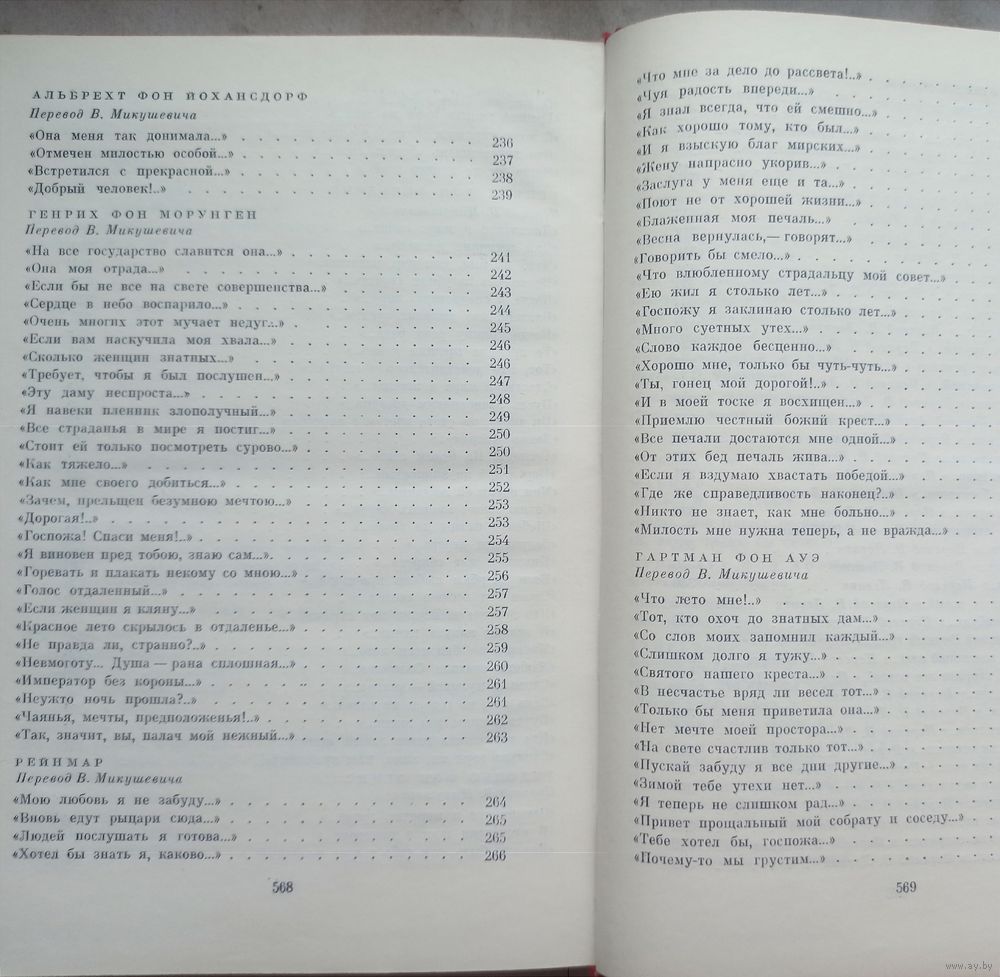 АЛЬБРЕХТ ФОН ЙОХАНСДОРФ
Перевод В. Микушевича
«Она меня так донимала...» . . . . . . . . . . . . . 236
«Отмечен милостью особой...» . . . . . . . . . . . . . 237
«Встретился с прекрасной...» . . . . . . . . . . . . . 238
«Добрый человек!..» . . . . . . . . . . . . . 239
ГЕНРИХ ФОН МОРУНГЕН
Перевод В. Микушевича
«На все государство славится она...» . . . . . . . . . . 241
«Она моя отрада...» . . . . . . . . . . . . . 242
«Если бы не все на свете совершенства...» . . . . . . . . 243
«Сердце в небо воспарило...» . . . . . . . . . . . . . 244
«Очень многих этот мучает недуг...» . . . . . . . . . . 245
«Если вам наскучила моя хвала...» . . . . . . . . . . 246
«Сколько женщин знатных...» . . . . . . . . . . . . 246
«Требует, чтобы я был послушен...» . . . . . . . . . . 247
«Эту даму неспроста...» . . . . . . . . . . . . . 248
«Я навеки пленник злополучный...» . . . . . . . . . . 249
«Все страданья в мире я постиг...» . . . . . . . . . . 250
«Стоит ей только посмотреть сурово...» . . . . . . . . . 250
«Как тяжело...» . . . . . . . . . . . . . 251
«Как мне своего добиться...» . . . . . . . . . . . . . 252
«Зачем, прельщен безумною мечтою...» . . . . . . . . . 253
«Дорогая!..» . . . . . . . . . . . . . 253
«Госпожа! Спаси меня!..» . . . . . . . . . . . . . 254
«Я виновен пред тобою, знаю сам...». . . . . . . . . . 255
«Горевать и плакать некому со мною...» . . . . . . . . . 256
«Голос отдаленный...» . . . . . . . . . . . . . 257
«Если женщин я кляну...» . . . . . . . . . . . . . 257
«Красное лето скрылось в отдаленье...» . . . . . . . . . 258
«Не правда ли, странно?..» . . . . . . . . . . . . . 259
«Невмоготу... Душа — рана сплошная...» . . . . . . . . . 260
«Император без короны...» . . . . . . . . . . . . . 261
«Неужто ночь прошла?..» . . . . . . . . . . . . . 261
«Чаянья, мечты, предположенья!..» . . . . . . . . . . 262
«Так, значит, вы, палач мой нежный...» . . . . . . . . . 263
РЕЙНМАР
Перевод В. Микушевича
«Мою любовь я не забуду...» . . . . . . . . . . . . . 264
«Вновь едут рыцари сюда...» . . . . . . . . . . . . . 265
«Людей послушать я готова...» . . . . . . . . . . . . 265
«Хотел бы знать я, каково...» . . . . . . . . . . . . 266
568
«Что мне за дело до рассвета!..» . . . . .
«Чуя радость впереди...» . . . . . . .
«Я знал всегда, что ей смешно...» . . . . .
«Как хорошо тому, кто был...» . . . . .
«И я взыскую благ мирских...» . . . . .
«Жену напрасно укорив...» . . . . . . .
«Заслуга у меня еще и та...» . . . . . .
«Поют не от хорошей жизни...» . . . . .
«Блаженная моя печаль...» . . . . . .
«Весна вернулась,— говорят...» . . . . .
«Говорить бы смело...» . . . . . . .
«Что влюбленному страдальцу мой совет...» . . .
«Ею жил я столько лет...» . . . . . .
«Госпожу я заклинаю столько лет...» . . . .
«Много суетных утех...» . . . . . . .
«Слово каждое бесценно...» . . . . . .
«Хорошо мне, только бы чуть-чуть...» . . . .
«Ты, гонец мой дорогой!..» . . . . . .
«И в моей тоске я восхищен...» . . . . .
«Приемлю честный божий крест...» . . . .
«Все печали достаются мне одной...» . . . .
«От этих бед печаль жива...» . . . . . .
«Если я вздумаю хвастать победой...» . . . .
«Где же справедливость наконец?..» . . . .
«Никто не знает, как мне больно...» . . . .
«Милость мне нужна теперь, а не вражда...» . . .
ГАРТМАН ФОН АУЭ
Перевод В. Микушевича
«Что лето мне!..» . . . . . . . . .
«Тот, кто охоч до знатных дам...» . . . . .
«Со слов моих запомнил каждый...» . . . .
«Слишком долго я тужу...» . . . . . .
«Святого нашего креста...» . . . . . .
«В несчастье вряд ли весел тот...» . . . . .
«Только бы меня приветила она...» . . . . .
«Нет мечте моей простора...» . . . . . .
«На свете счастлив только тот...» . . . . .
«Пускай забуду я все дни другие...» . . . .
«Зимой тебе утехи нет...» . . . . . .
«Я теперь не слишком рад...» . . . . . .
«Привет прощальный мой собрату и соседу...» . .
«Тебе хотел бы, госпожа...» . . . . . .
«Почему-то мы грустим...» . . . . . .
569
www.ay.by